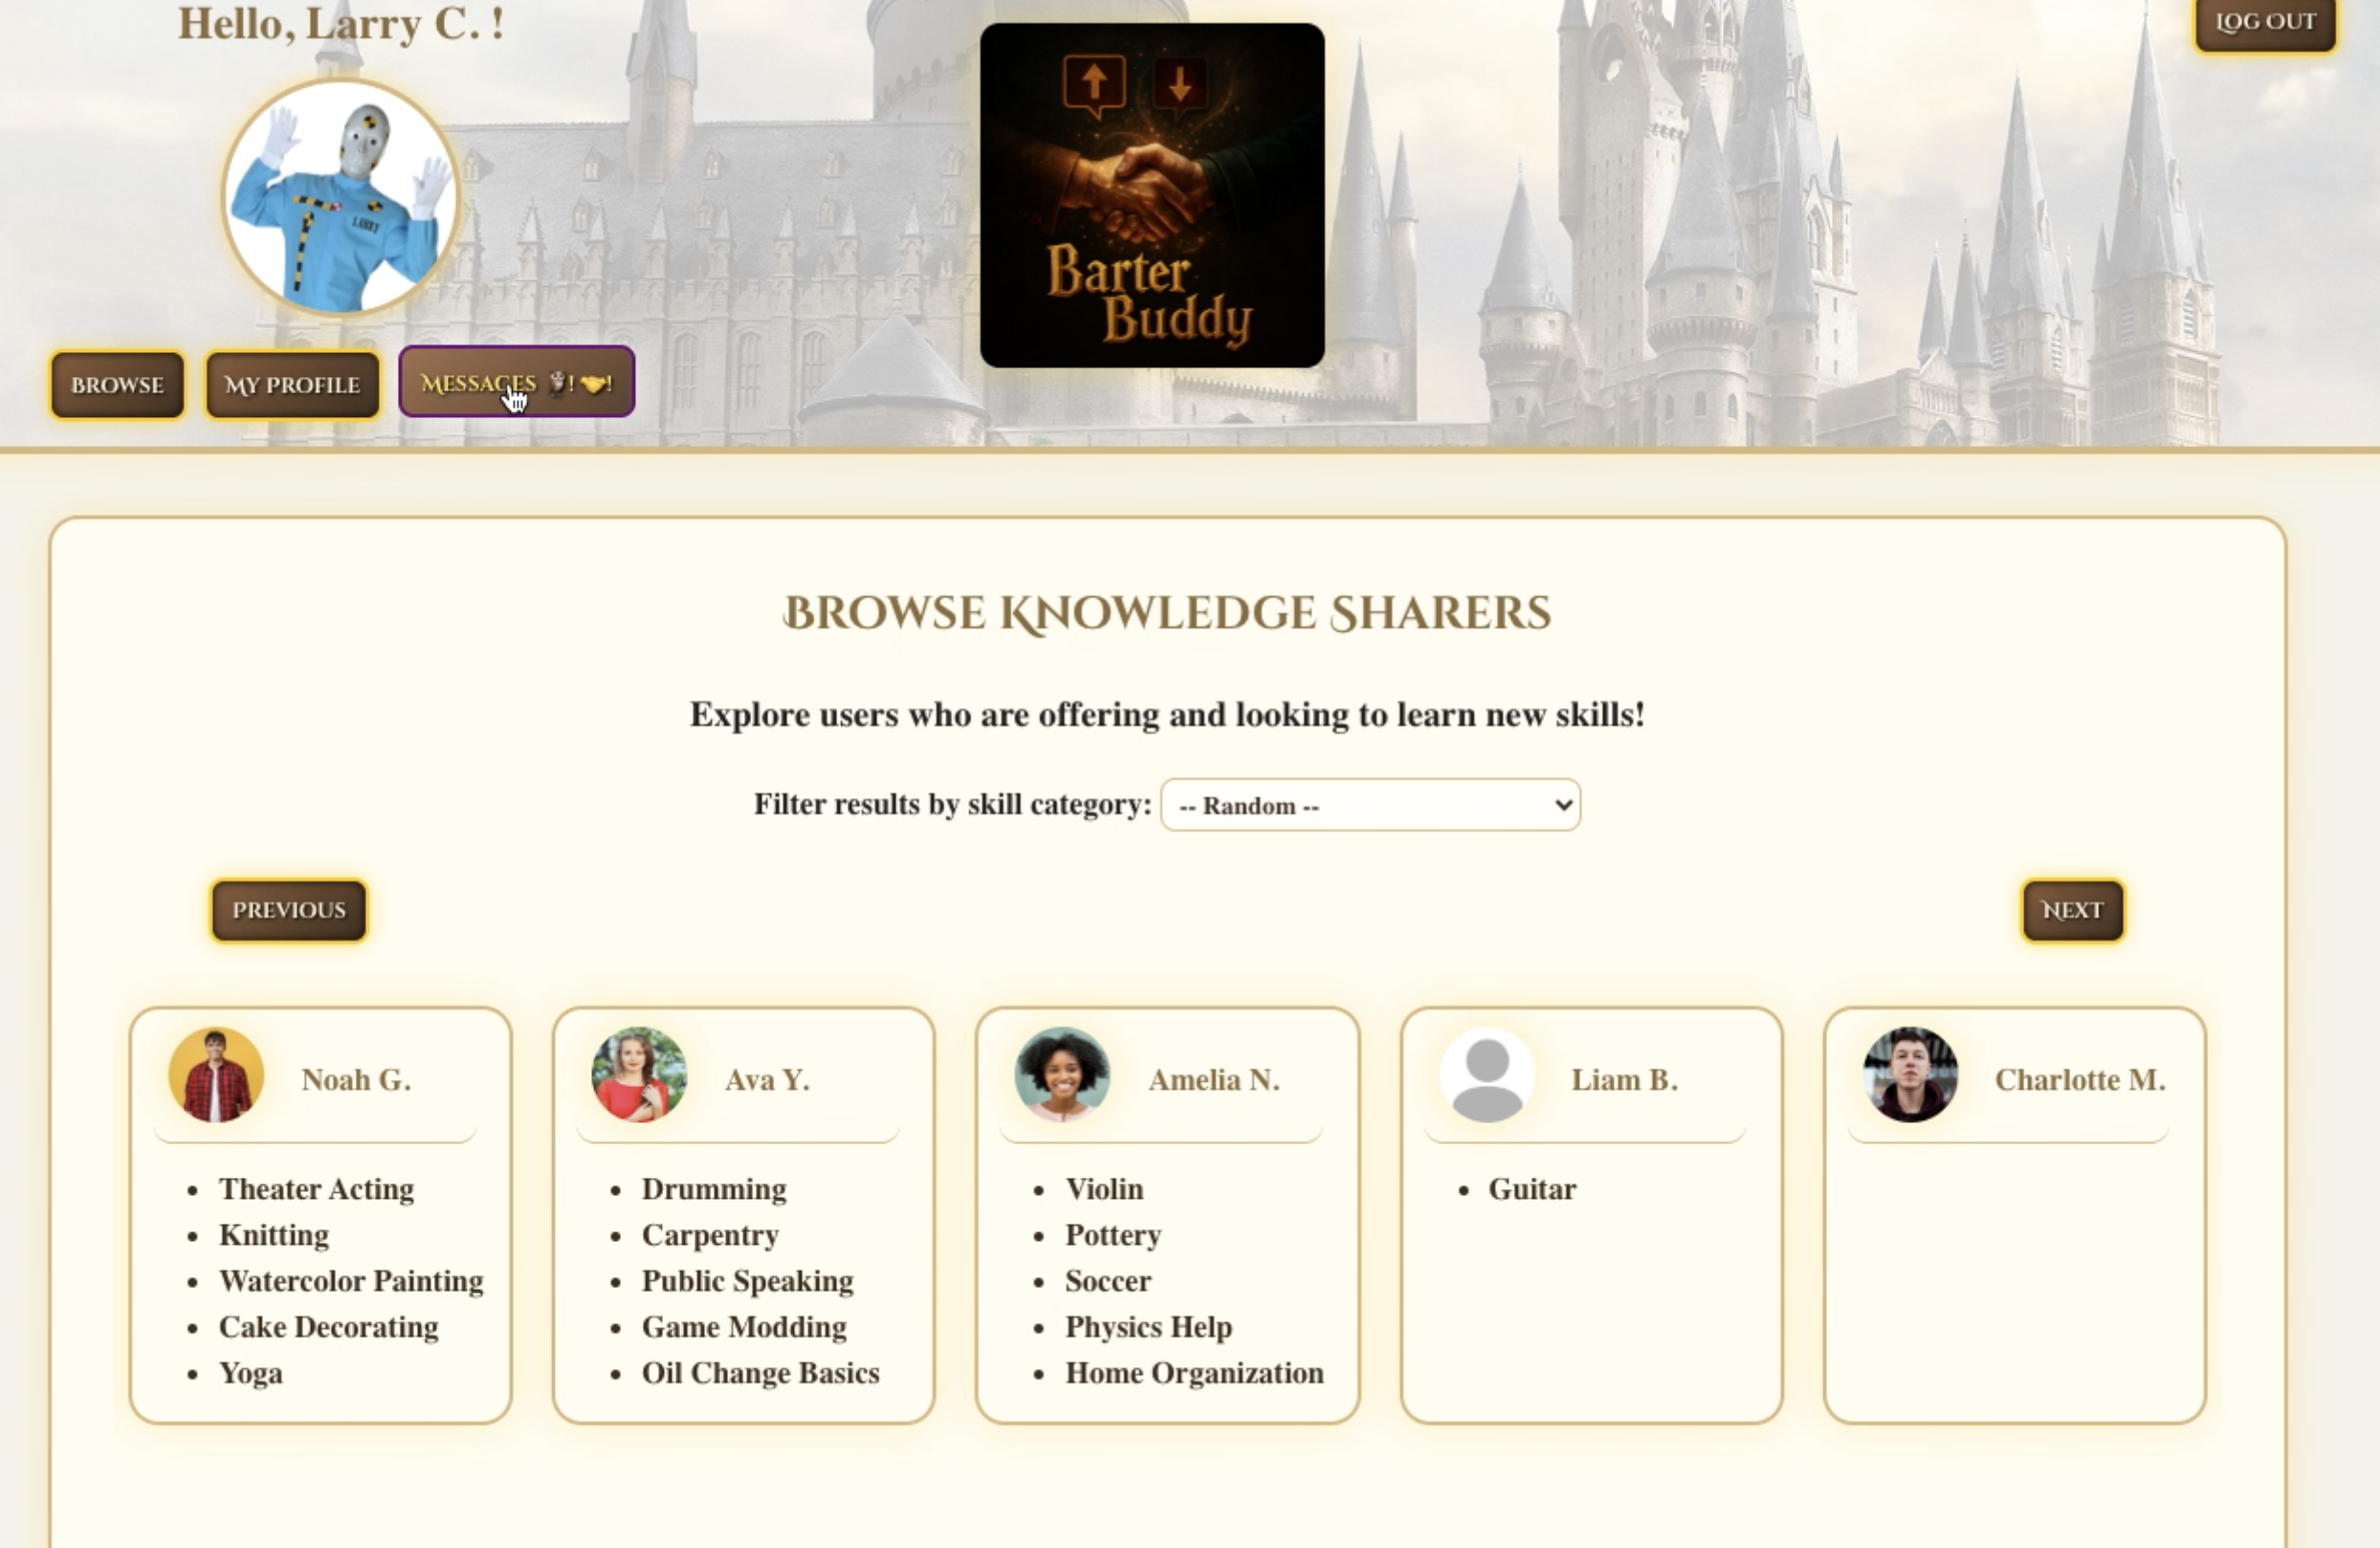 Hello, Larry C. !
LOG OUT
LARRY
Barter
Buddy
BROWSE
MY PROFILE
MESSAGES 🦉! 🤝!
BROWSE KNOWLEDGE SHARERS
Explore users who are offering and looking to learn new skills!
Filter results by skill category: -- Random --
PREVIOUS
NEXT
Noah G.
• Theater Acting
• Knitting
• Watercolor Painting
• Cake Decorating
• Yoga
Ava Y.
• Drumming
• Carpentry
• Public Speaking
• Game Modding
• Oil Change Basics
Amelia N.
• Violin
• Pottery
• Soccer
• Physics Help
• Home Organization
Liam B.
• Guitar
Charlotte M.